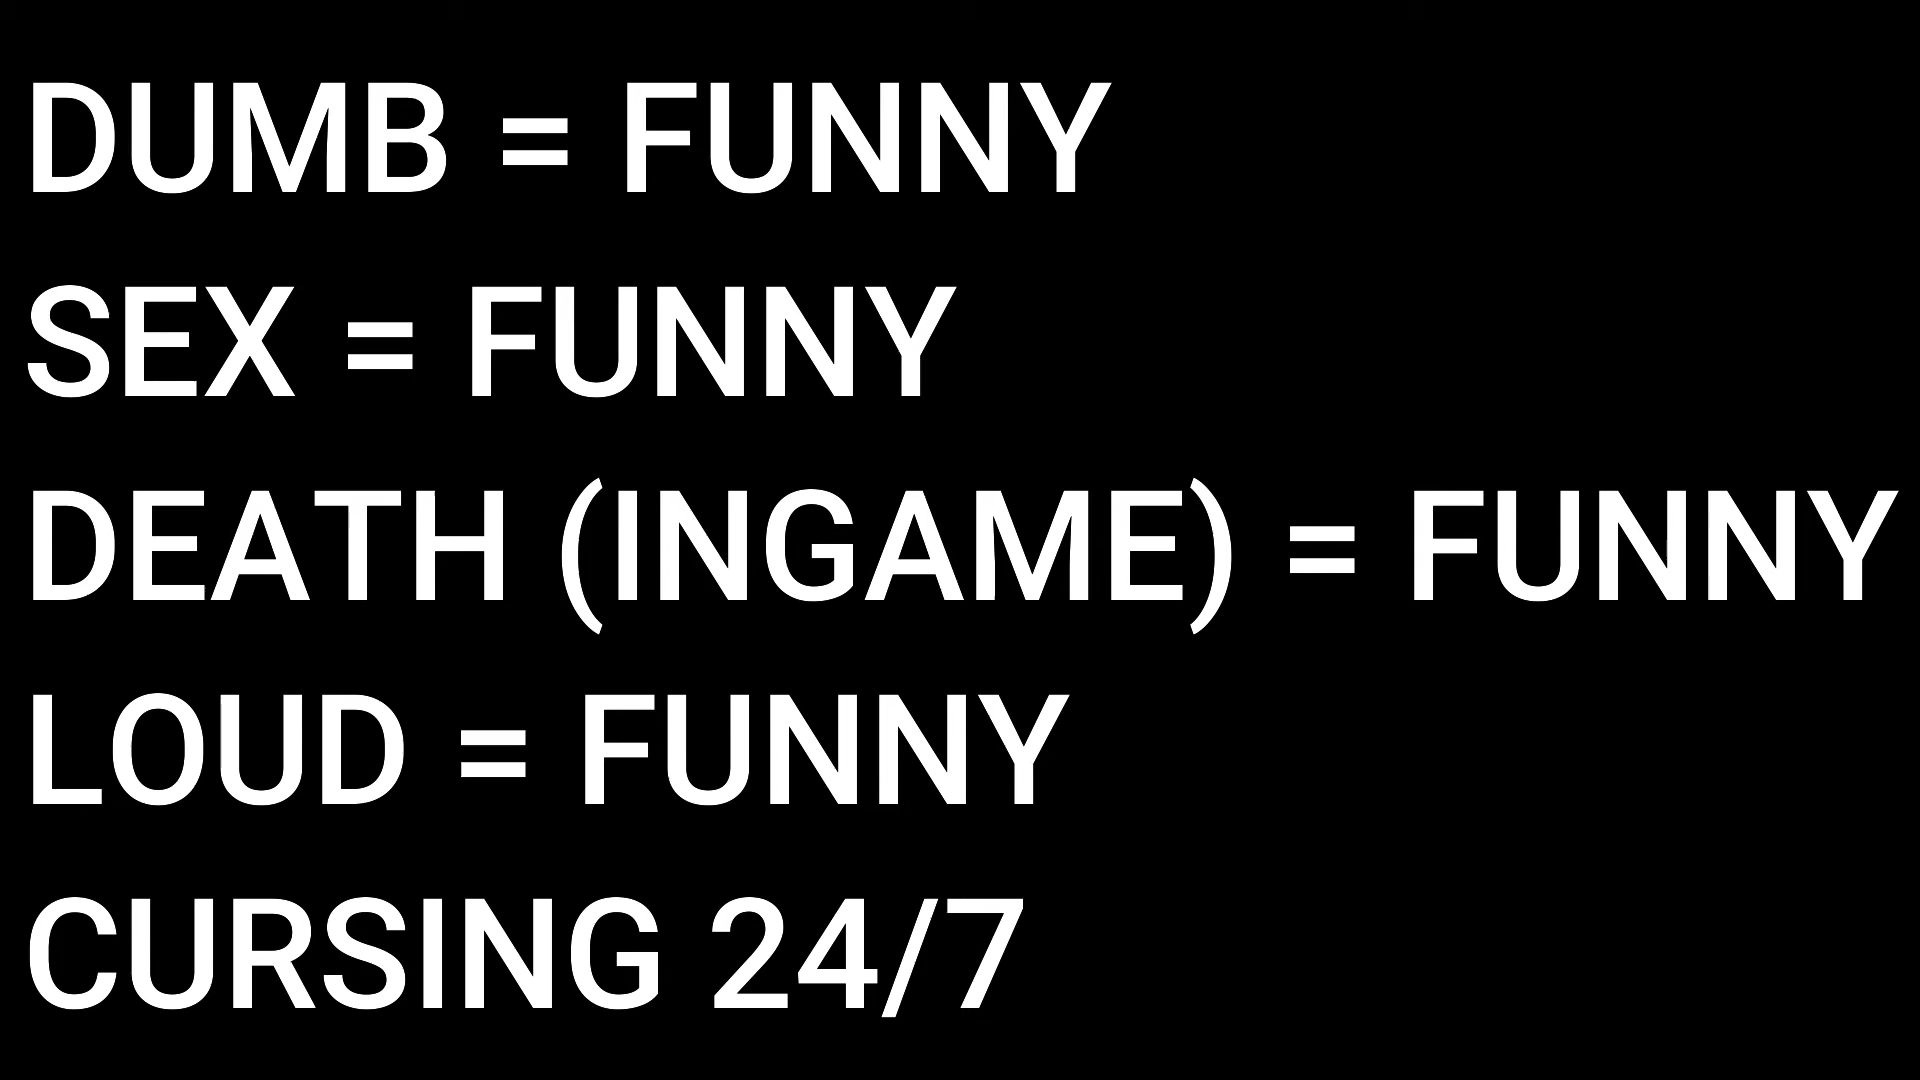 DUMB = FUNNY
SEX = FUNNY
DEATH (INGAME) = FUNNY
LOUD = FUNNY
CURSING 24/7